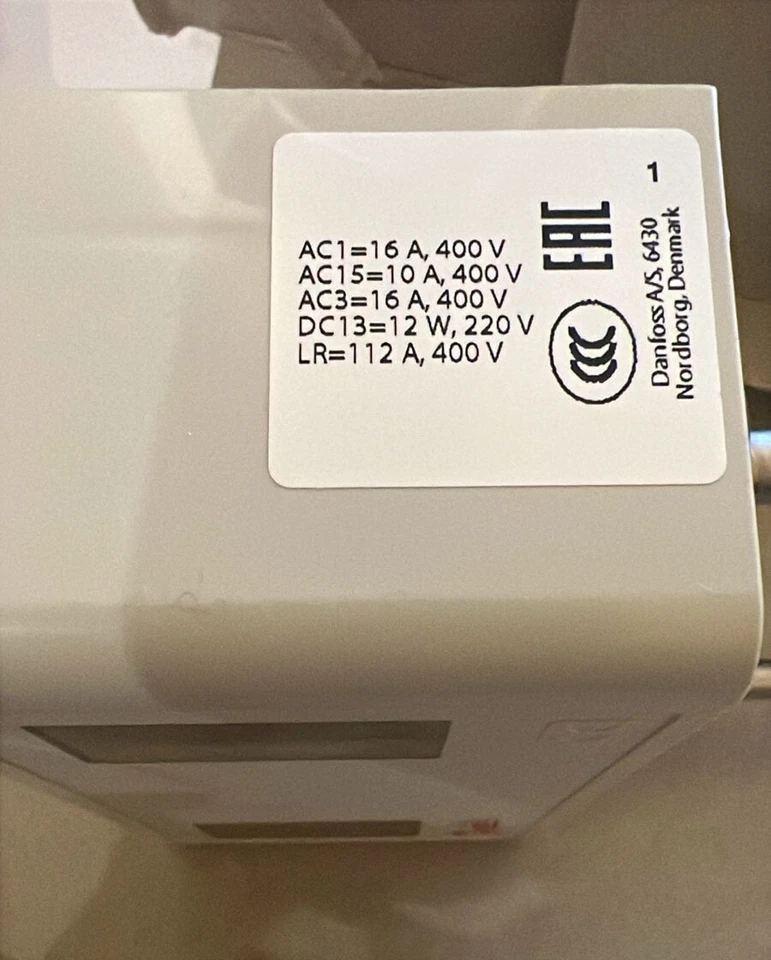 AC1=16 A, 400 V
AC15=10 A, 400 V
AC3=16 A, 400 V
DC13=12 W, 220 V
LR=112 A, 400 V
EAC
CCC
1
Danfoss A/S, 6430
Nordborg, Denmark